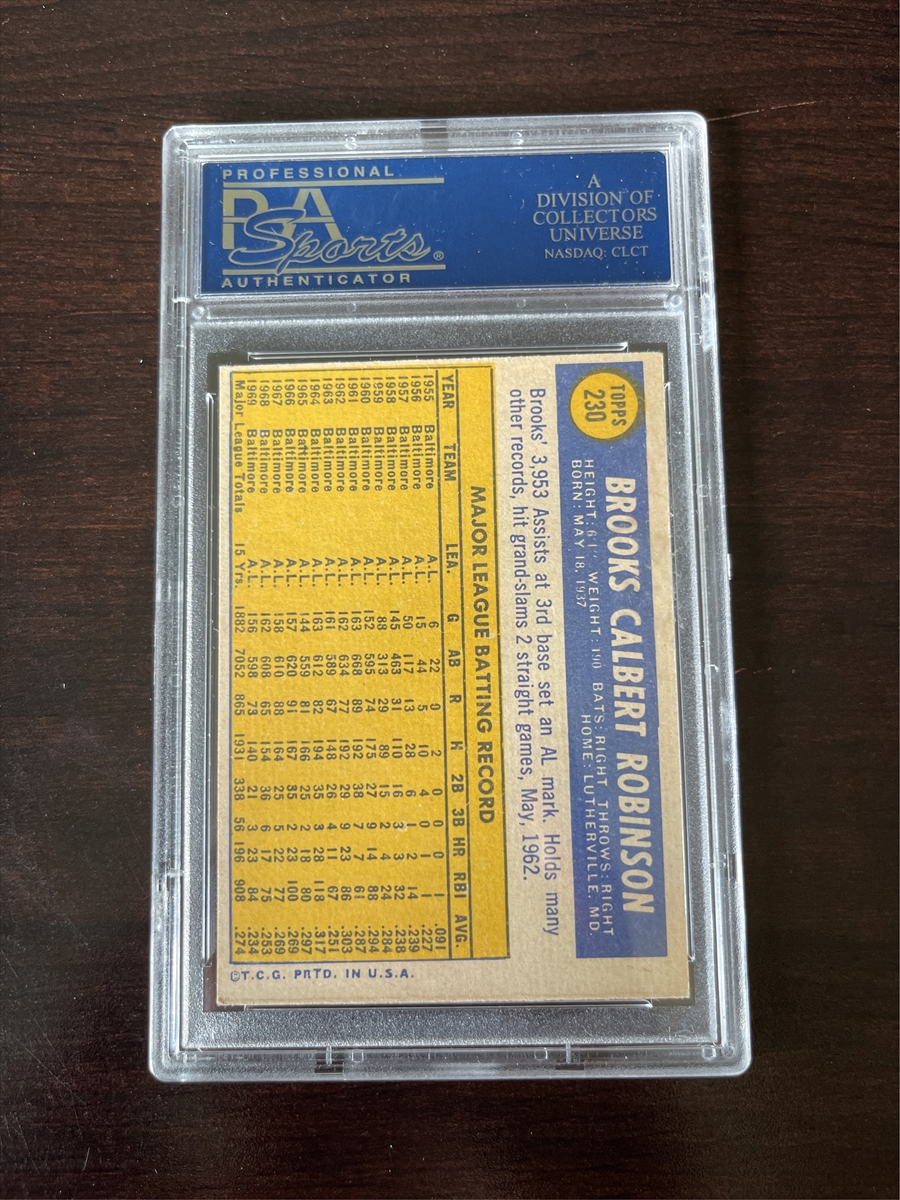 PROFESSIONAL
PSA
Sports®
AUTHENTICATOR
A
DIVISION OF
COLLECTORS
UNIVERSE
NASDAQ: CLCT
TOPPS
230
BROOKS CALBERT ROBINSON
HEIGHT: 6'1" WEIGHT: 190 BATS: RIGHT THROWS: RIGHT
BORN: MAY 18, 1937 HOME: LUTHERVILLE, MD.
Brooks' 3,953 Assists at 3rd base set an AL mark. Holds many
other records, hit grand-slams 2 straight games, May, 1962.
MAJOR LEAGUE BATTING RECORD
YEAR TEAM LEA. G AB R H 2B 3B HR RBI AVG.
1955 Baltimore A.L. 6 22 0 2 0 0 0 1 .091
1956 Baltimore A.L. 15 44 5 10 4 0 1 1 .227
1957 Baltimore A.L. 50 117 13 28 6 1 2 14 .239
1958 Baltimore A.L. 145 463 31 110 16 3 3 32 .238
1959 Baltimore A.L. 88 313 29 89 15 2 4 24 .284
1960 Baltimore A.L. 152 595 74 175 27 9 14 88 .294
1961 Baltimore A.L. 163 668 89 192 38 7 7 61 .287
1962 Baltimore A.L. 162 634 77 192 29 9 23 86 .303
1963 Baltimore A.L. 161 589 67 148 26 4 11 67 .251
1964 Baltimore A.L. 163 612 82 194 35 3 28 118 .317
1965 Baltimore A.L. 144 559 81 166 25 2 18 80 .297
1966 Baltimore A.L. 157 620 91 167 35 2 23 100 .269
1967 Baltimore A.L. 158 610 88 164 25 5 22 77 .269
1968 Baltimore A.L. 162 608 65 154 36 6 17 75 .253
1969 Baltimore A.L. 156 598 73 140 21 3 23 84 .234
Major League Totals 15 Yrs. 1882 7052 865 1931 338 56 196 908 .274
©T.C.G. PRTD. IN U.S.A.